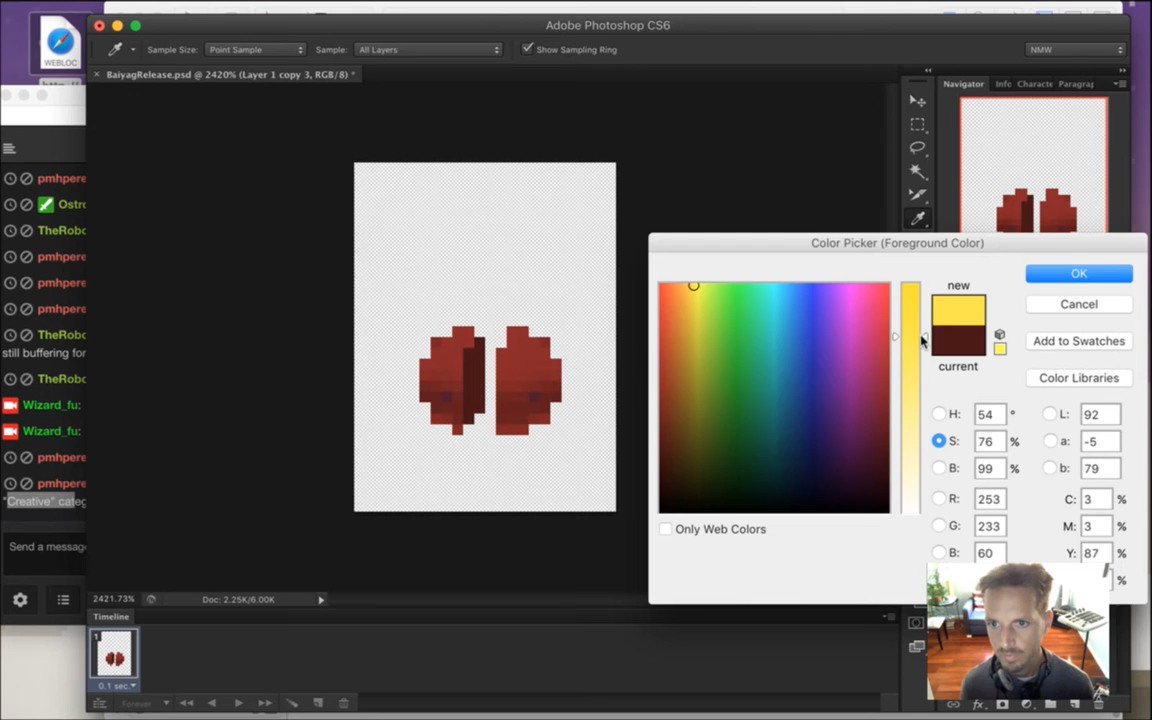 WEBLOC
Adobe Photoshop CS6
Sample Size: Point Sample Sample: All Layers Show Sampling Ring NMW
× BaiyagRelease.psd @ 2420% (Layer 1 copy 3, RGB/8) *
Navigator Info Characte Paragra
pmhpere
Ostro
TheRobo
pmhpere
pmhpere
pmhpere
TheRobo
still buffering for
TheRobo
Wizard_fu:
Wizard_fu:
pmhpere
pmhpere
"Creative" categ
Send a message
Color Picker (Foreground Color)
new
current
OK
Cancel
Add to Swatches
Color Libraries
H: 54 ° L: 92
S: 76 % a: -5
B: 99 % b: 79
R: 253 C: 3 %
G: 233 M: 3 %
B: 60 Y: 87 %
%
Only Web Colors
2421.73% Doc: 2.25K/6.00K
Timeline
1
0.1 sec.
Forever
fx